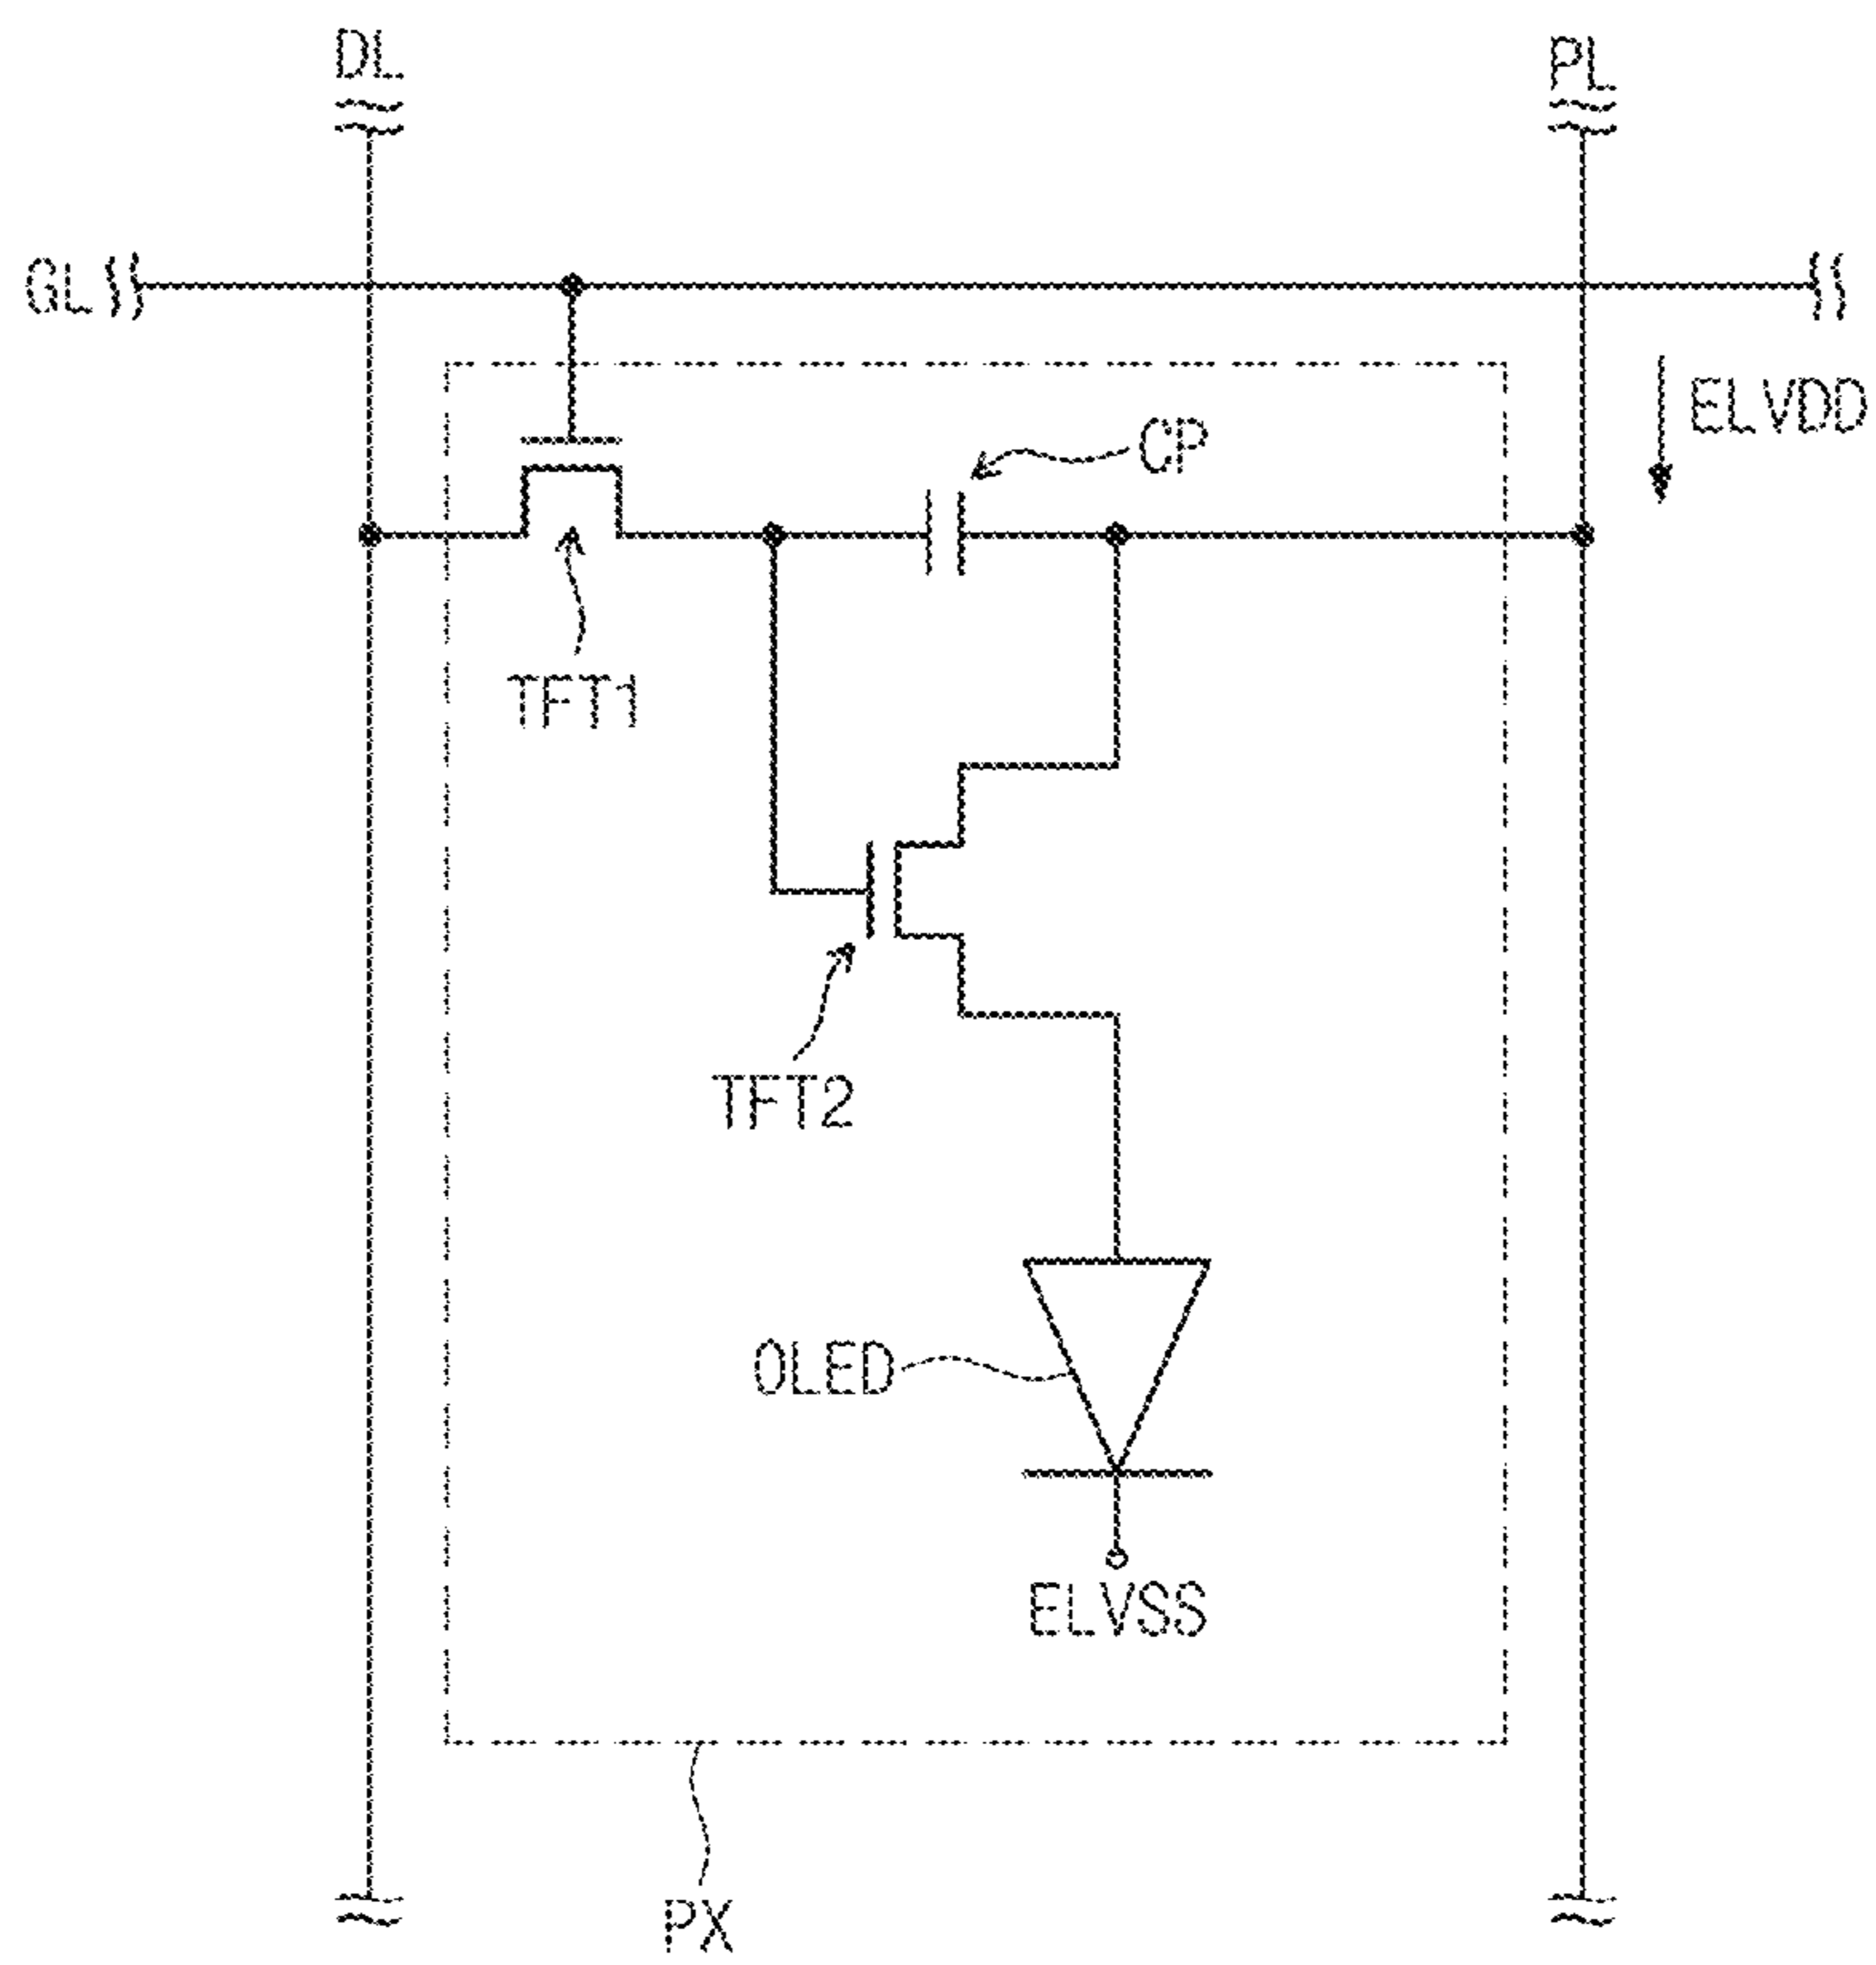 DL
PL
GL
ELVDD
CP
TFT1
TFT2
OLED
ELVSS
PX